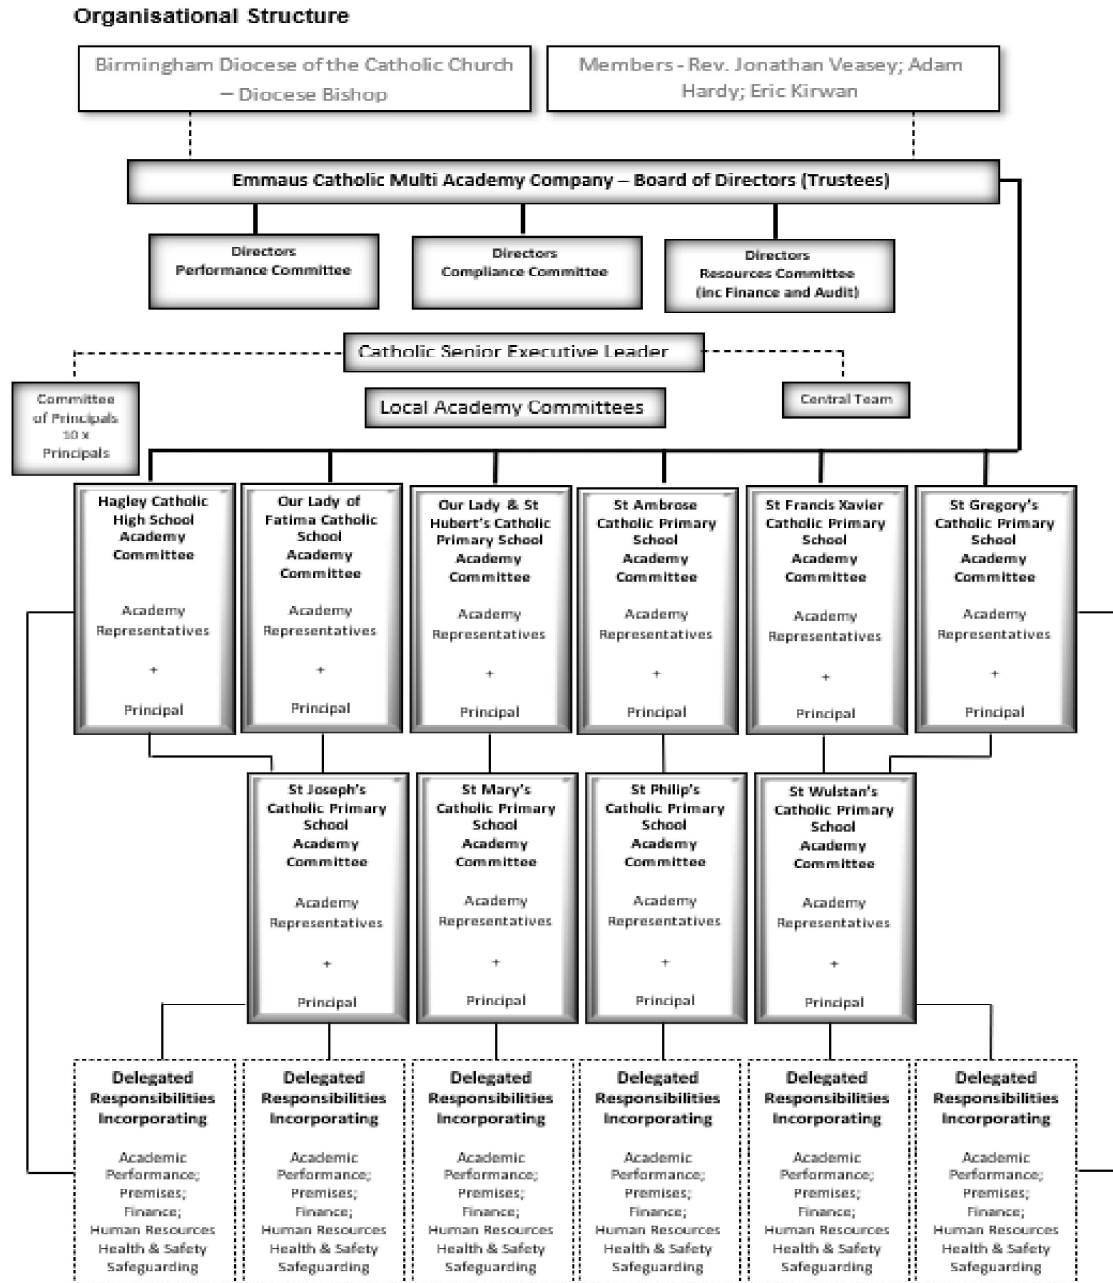 Organisational Structure
Birmingham Diocese of the Catholic Church
– Diocese Bishop
Members - Rev. Jonathan Veasey; Adam
Hardy; Eric Kirwan
Emmaus Catholic Multi Academy Company – Board of Directors (Trustees)
Directors
Performance Committee
Directors
Compliance Committee
Directors
Resources Committee
(inc Finance and Audit)
Catholic Senior Executive Leader
Committee
of Principals
10 x
Principals
Local Academy Committees
Central Team
Hagley Catholic
High School
Academy
Committee
Academy
Representatives
+
Principal
Our Lady of
Fatima Catholic
School
Academy
Committee
Academy
Representatives
+
Principal
Our Lady & St
Hubert's Catholic
Primary School
Academy
Committee
Academy
Representatives
+
Principal
St Ambrose
Catholic Primary
School
Academy
Committee
Academy
Representatives
+
Principal
St Francis Xavier
Catholic Primary
School
Academy
Committee
Academy
Representatives
+
Principal
St Gregory's
Catholic Primary
School
Academy
Committee
Academy
Representatives
+
Principal
St Joseph's
Catholic Primary
School
Academy
Committee
Academy
Representatives
+
Principal
St Mary's
Catholic Primary
School
Academy
Committee
Academy
Representatives
+
Principal
St Philip's
Catholic Primary
School
Academy
Committee
Academy
Representatives
+
Principal
St Wulstan's
Catholic Primary
School
Academy
Committee
Academy
Representatives
+
Principal
Delegated
Responsibilities
Incorporating
Academic
Performance;
Premises;
Finance;
Human Resources
Health & Safety
Safeguarding
Delegated
Responsibilities
Incorporating
Academic
Performance;
Premises;
Finance;
Human Resources
Health & Safety
Safeguarding
Delegated
Responsibilities
Incorporating
Academic
Performance;
Premises;
Finance;
Human Resources
Health & Safety
Safeguarding
Delegated
Responsibilities
Incorporating
Academic
Performance;
Premises;
Finance;
Human Resources
Health & Safety
Safeguarding
Delegated
Responsibilities
Incorporating
Academic
Performance;
Premises;
Finance;
Human Resources
Health & Safety
Safeguarding
Delegated
Responsibilities
Incorporating
Academic
Performance;
Premises;
Finance;
Human Resources
Health & Safety
Safeguarding